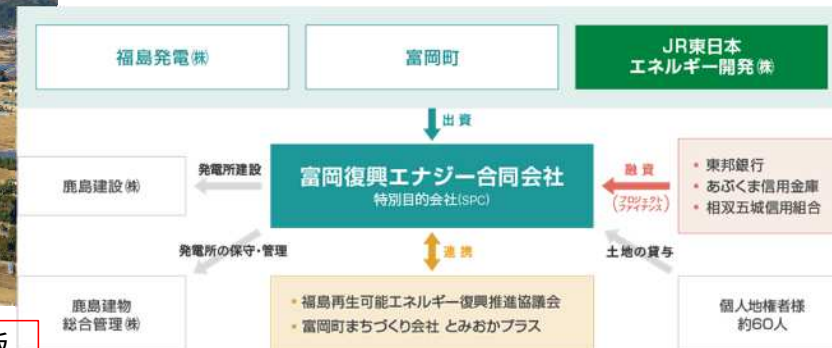 福島発電㈱
富岡町
JR東日本
エネルギー開発㈱
出資
鹿島建設㈱
発電所建設
富岡復興エナジー合同会社
特別目的会社(SPC)
融資
(プロジェクト
ファイナンス)
・東邦銀行
・あぶくま信用金庫
・相双五城信用組合
発電所の保守・管理
連携
土地の貸与
鹿島建物
総合管理㈱
・福島再生可能エネルギー復興推進協議会
・富岡町まちづくり会社 とみおかプラス
個人地権者様
約60人